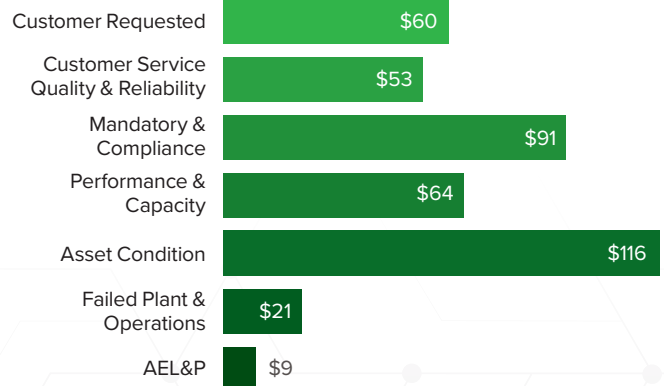 Customer Requested $60
Customer Service
Quality & Reliability $53
Mandatory &
Compliance $91
Performance &
Capacity $64
Asset Condition $116
Failed Plant &
Operations $21
AEL&P $9